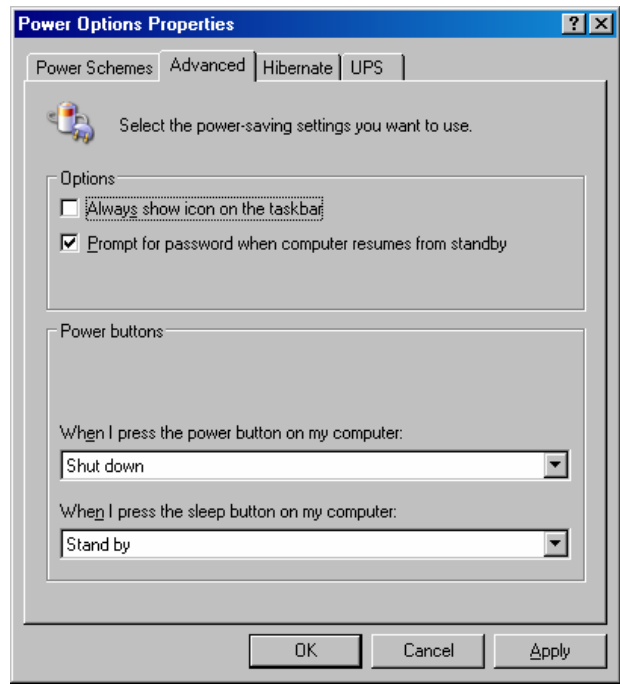 Power Options Properties
Power Schemes Advanced Hibernate UPS
Select the power-saving settings you want to use.
Options
Always show icon on the taskbar
Prompt for password when computer resumes from standby
Power buttons
When I press the power button on my computer:
Shut down
When I press the sleep button on my computer:
Stand by
OK Cancel Apply